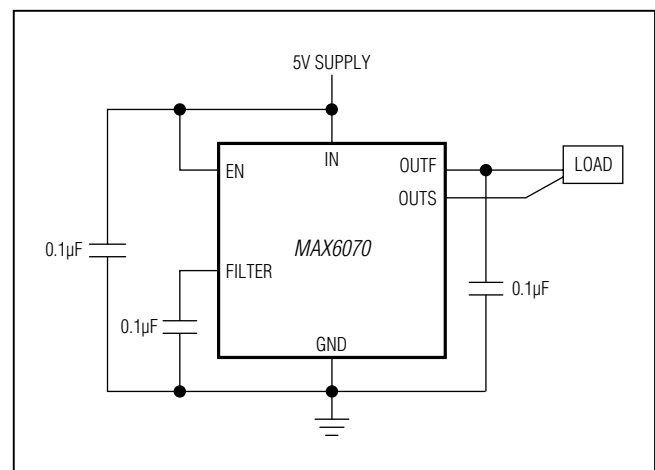 5V SUPPLY
IN
EN
OUTF
LOAD
OUTS
0.1µF
MAX6070
FILTER
0.1µF
0.1µF
GND